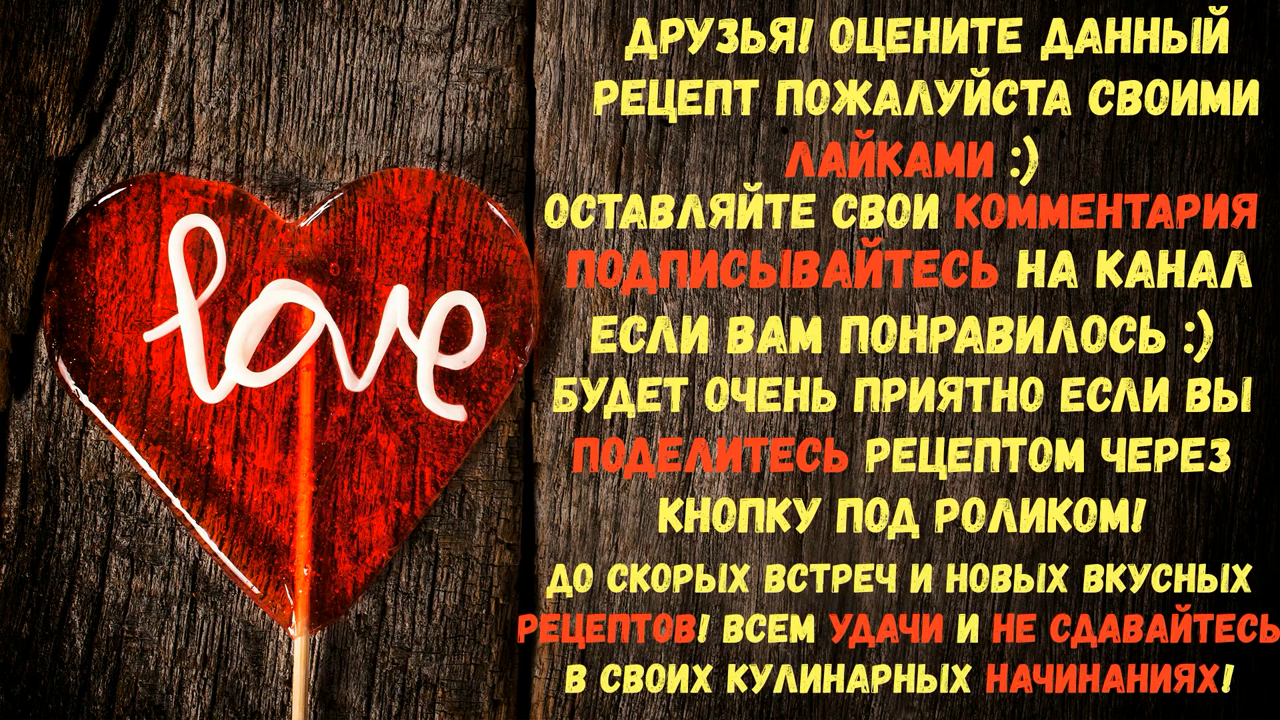 love
ДРУЗЬЯ! ОЦЕНИТЕ ДАННЫЙ
РЕЦЕПТ ПОЖАЛУЙСТА СВОИМИ
ЛАЙКАМИ :)
ОСТАВЛЯЙТЕ СВОИ КОММЕНТАРИЯ
ПОДПИСЫВАЙТЕСЬ НА КАНАЛ
ЕСЛИ ВАМ ПОНРАВИЛОСЬ :)
БУДЕТ ОЧЕНЬ ПРИЯТНО ЕСЛИ ВЫ
ПОДЕЛИТЕСЬ РЕЦЕПТОМ ЧЕРЕЗ
КНОПКУ ПОД РОЛИКОМ!
ДО СКОРЫХ ВСТРЕЧ И НОВЫХ ВКУСНЫХ
РЕЦЕПТОВ! ВСЕМ УДАЧИ И НЕ СДАВАЙТЕСЬ
В СВОИХ КУЛИНАРНЫХ НАЧИНАНИЯХ!